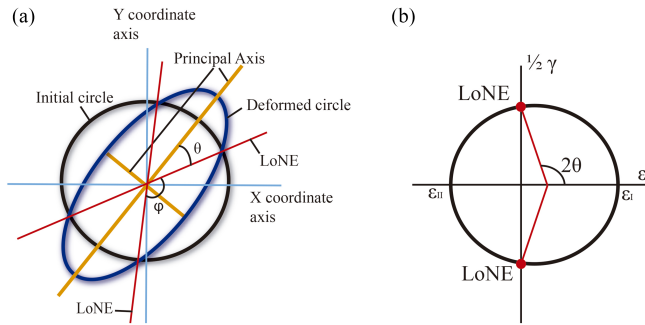 (a)
Y coordinate
axis
Principal Axis
Initial circle
Deformed circle
θ
LoNE
X coordinate
axis
φ
LoNE
(b)
½ γ
LoNE
2θ
ε
εII
εI
LoNE